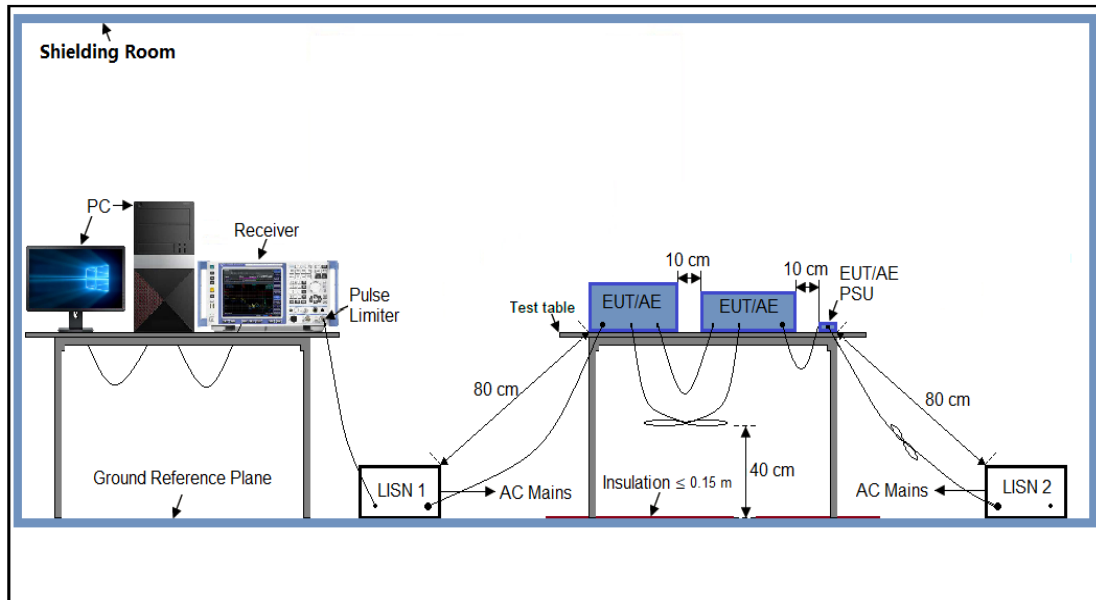 Shielding Room
PC
Receiver
Pulse
Limiter
10 cm
10 cm
EUT/AE
PSU
EUT/AE
EUT/AE
Test table
80 cm
80 cm
40 cm
Ground Reference Plane
LISN 1
AC Mains
Insulation ≤ 0.15 m
AC Mains
LISN 2